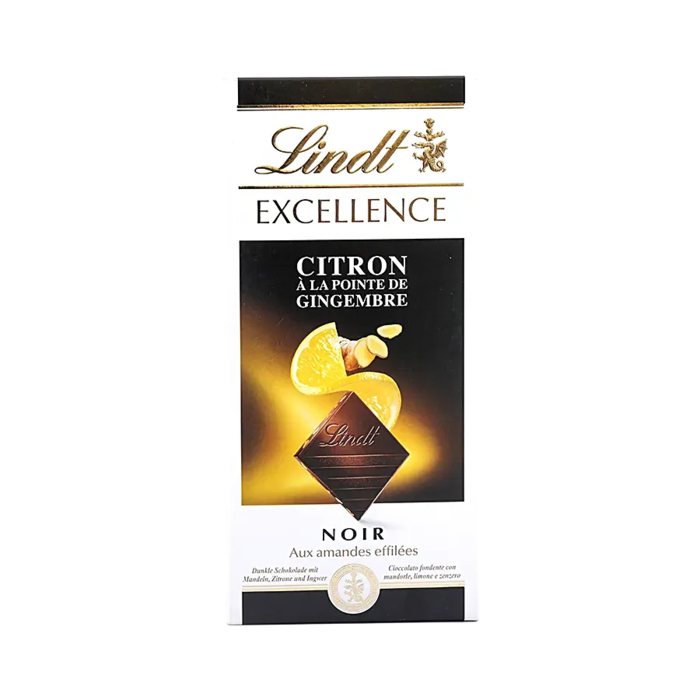 Lindt
EXCELLENCE
CITRON
À LA POINTE DE
GINGEMBRE
Lindt
NOIR
Aux amandes effilées
Dunkle Schokolade mit
Mandeln, Zitrone und Ingwer
Cioccolato fondente con
mandorle, limone e zenzero